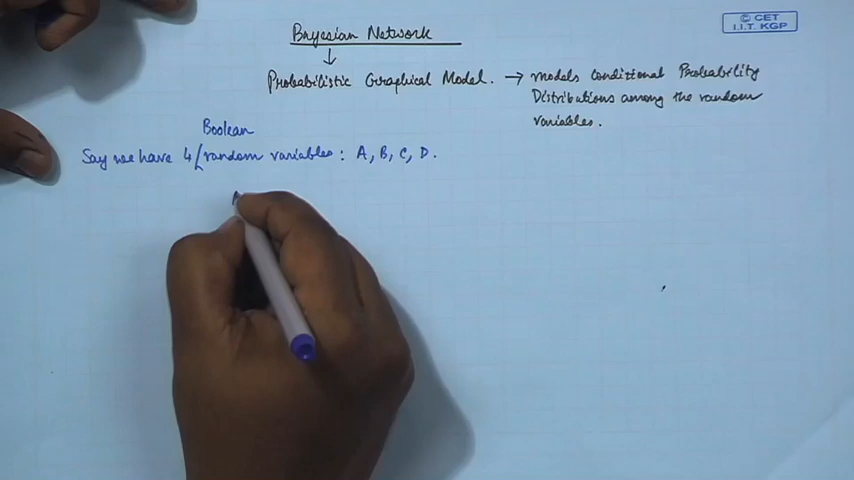 Bayesian Network
© CET
I.I.T. KGP
↓
Probabilistic Graphical Model. → models Conditional Probability
Distributions among the random
variables.
Boolean
Say we have 4 random variables : A, B, C, D.